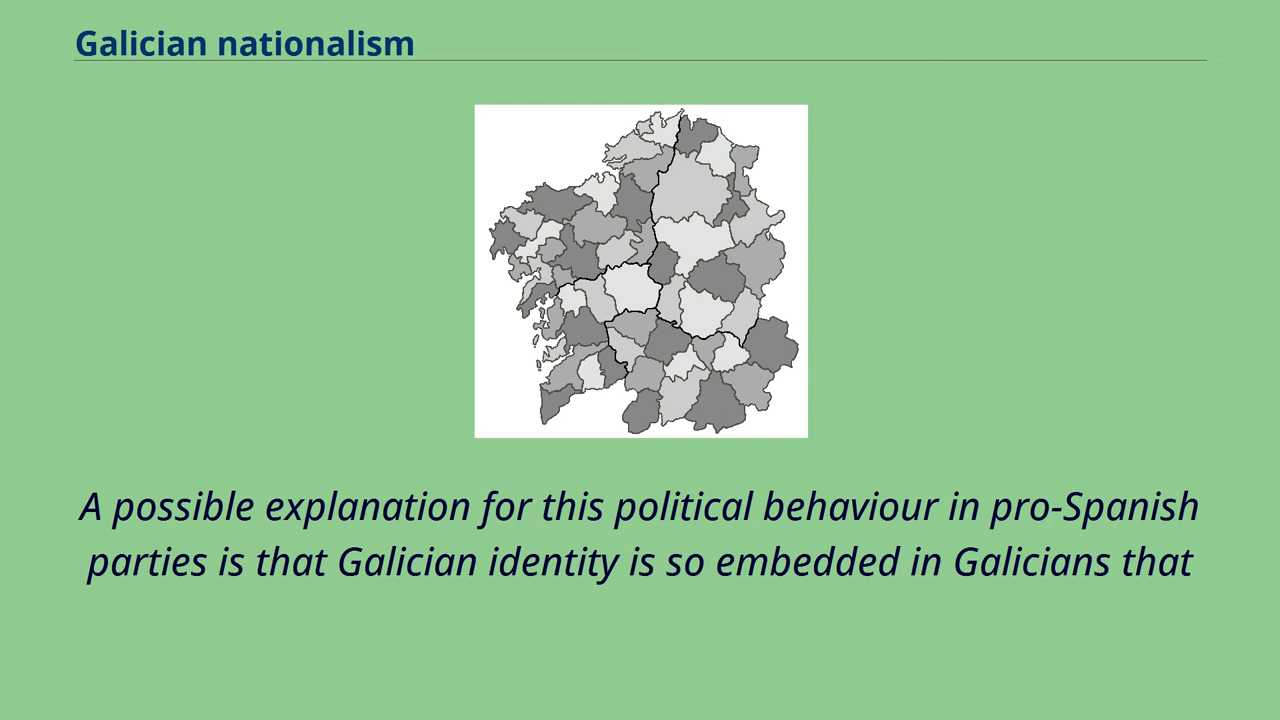 Galician nationalism
A possible explanation for this political behaviour in pro-Spanish
parties is that Galician identity is so embedded in Galicians that